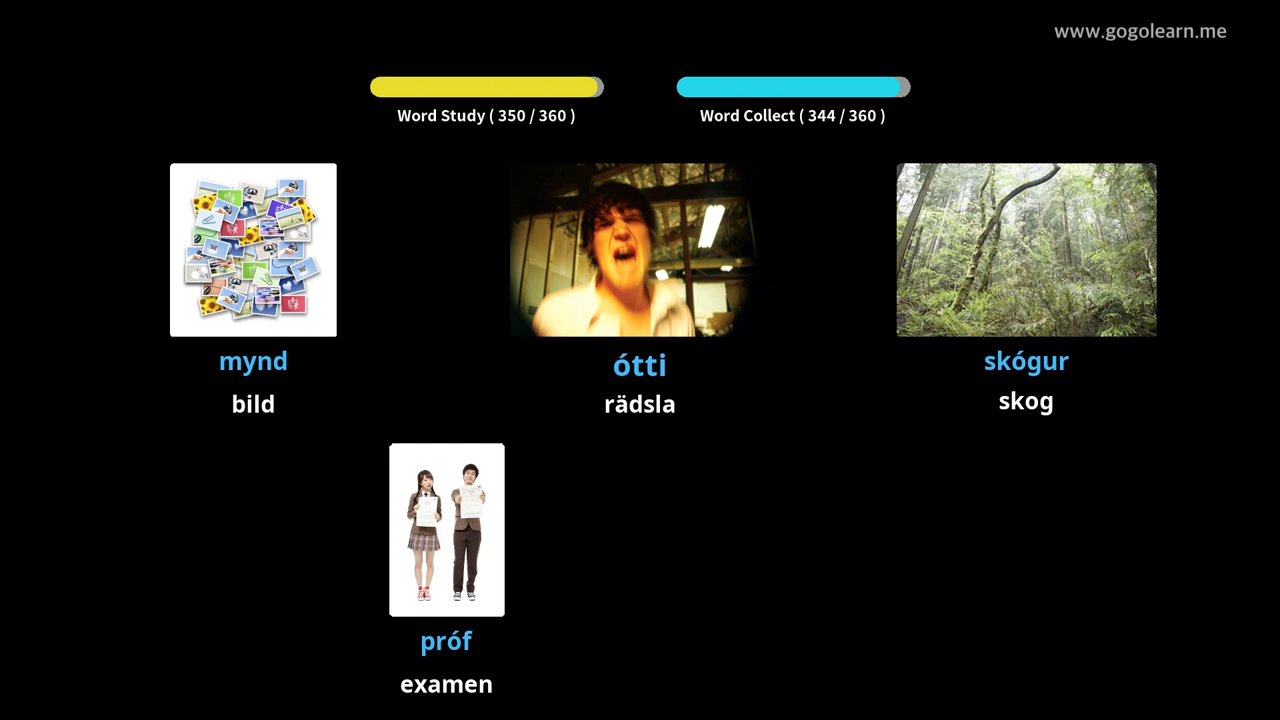 www.gogolearn.me
Word Study ( 350 / 360 )
Word Collect ( 344 / 360 )
mynd
bild
ótti
rädsla
skógur
skog
próf
examen